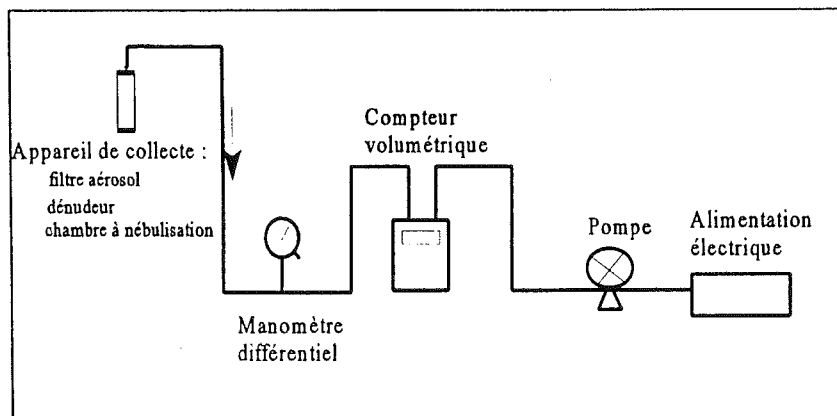 Appareil de collecte :
filtre aérosol
dénudeur
chambre à nébulisation
Manomètre
différentiel
Compteur
volumétrique
Pompe
Alimentation
électrique